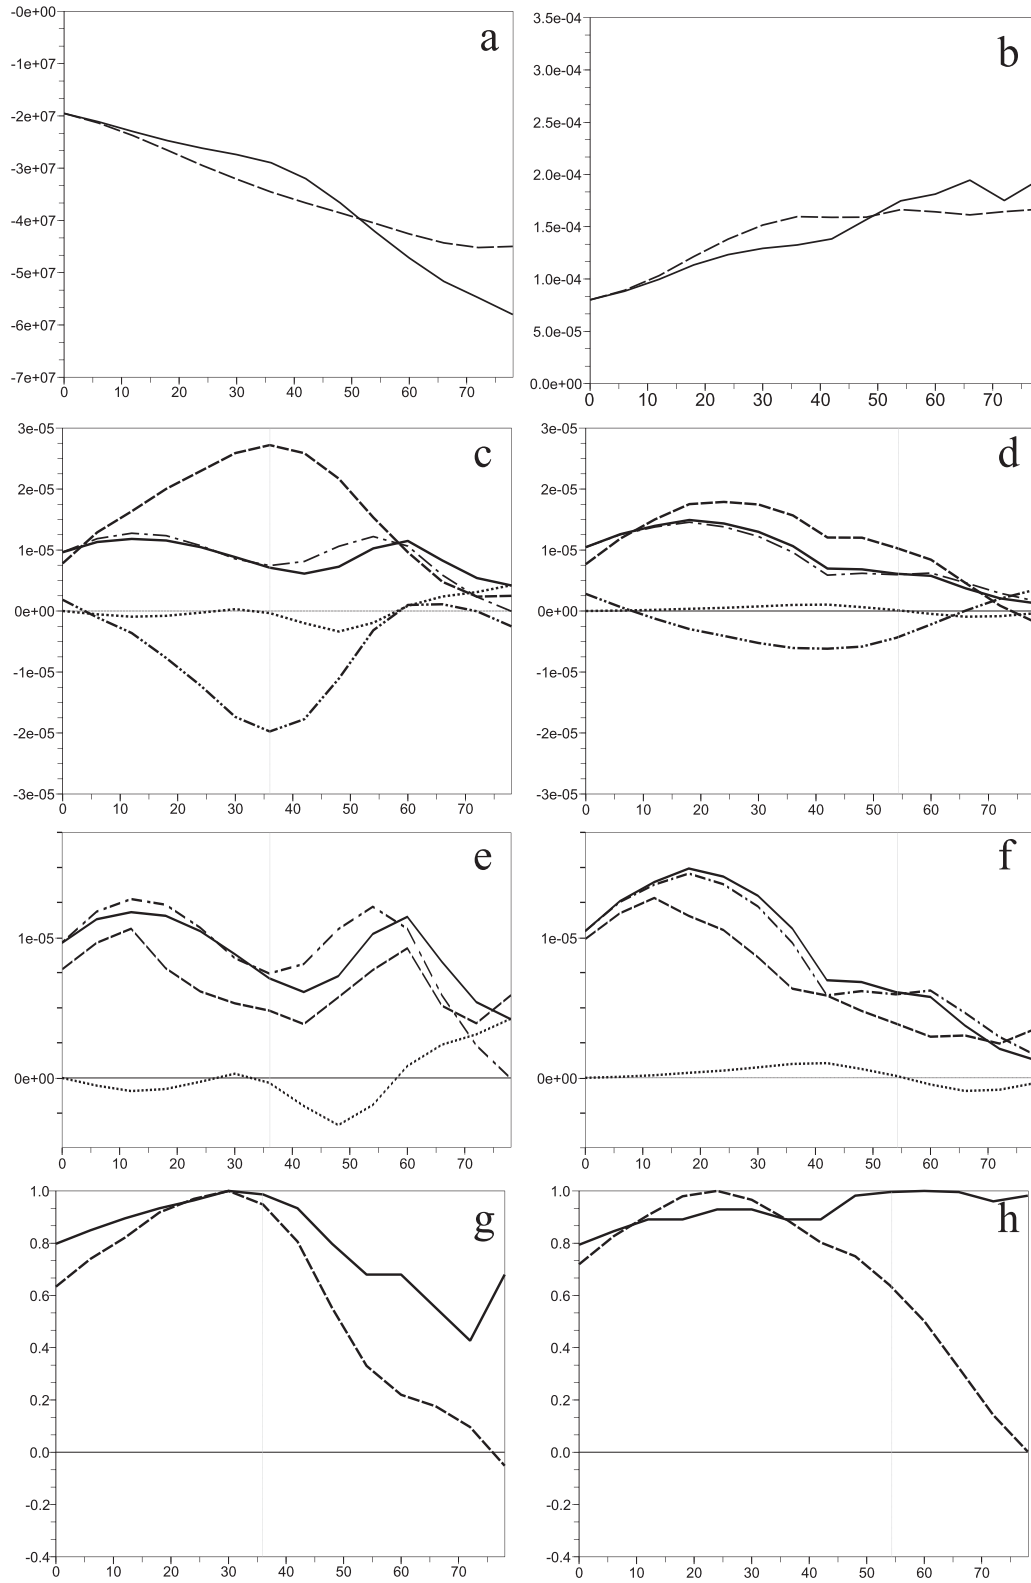 -0e+00
-1e+07
-2e+07
-3e+07
-4e+07
-5e+07
-6e+07
-7e+07
0 10 20 30 40 50 60 70
a
3.5e-04
3.0e-04
2.5e-04
2.0e-04
1.5e-04
1.0e-04
5.0e-05
0.0e+00
0 10 20 30 40 50 60 70
b
3e-05
2e-05
1e-05
0e+00
-1e-05
-2e-05
-3e-05
0 10 20 30 40 50 60 70
c
3e-05
2e-05
1e-05
0e+00
-1e-05
-2e-05
-3e-05
0 10 20 30 40 50 60 70
d
1e-05
0e+00
0 10 20 30 40 50 60 70
e
1e-05
0e+00
0 10 20 30 40 50 60 70
f
1.0
0.8
0.6
0.4
0.2
0.0
-0.2
-0.4
0 10 20 30 40 50 60 70
g
1.0
0.8
0.6
0.4
0.2
0.0
-0.2
-0.4
0 10 20 30 40 50 60 70
h